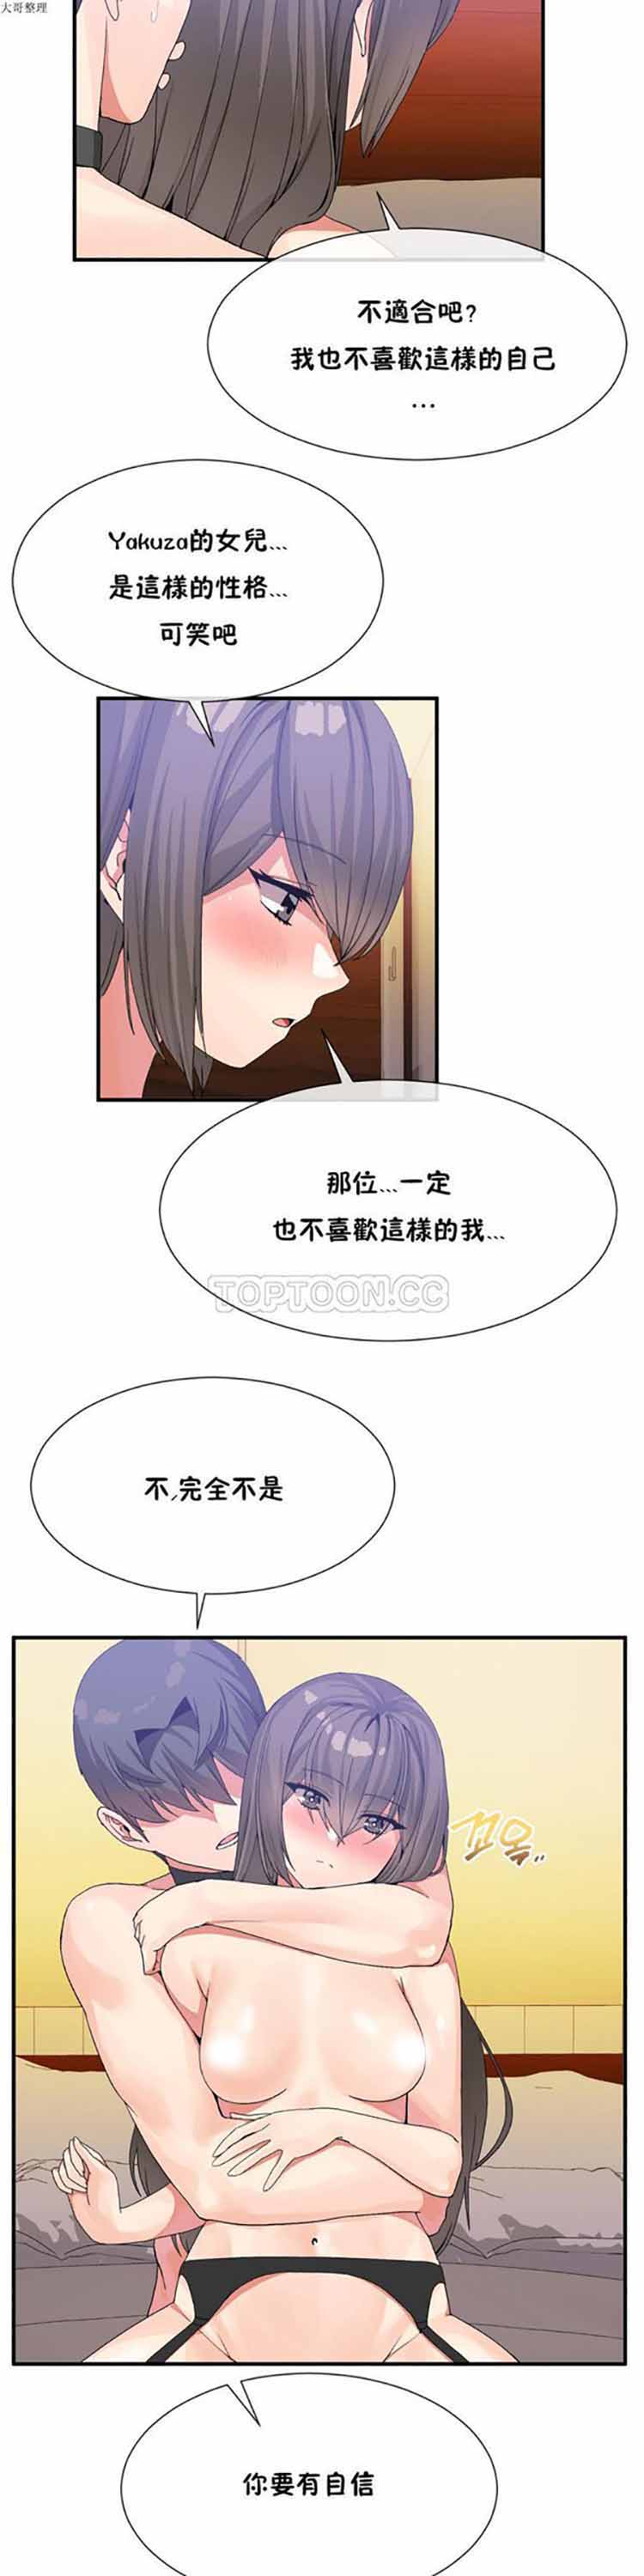 大哥整理
不適合吧?
我也不喜歡這樣的自己
...
Yakuza的女兒...
是這樣的性格...
可笑吧
那位...一定
也不喜歡這樣的我...
TOPTOON.CC
不,完全不是
꼬옥..
你要有自信